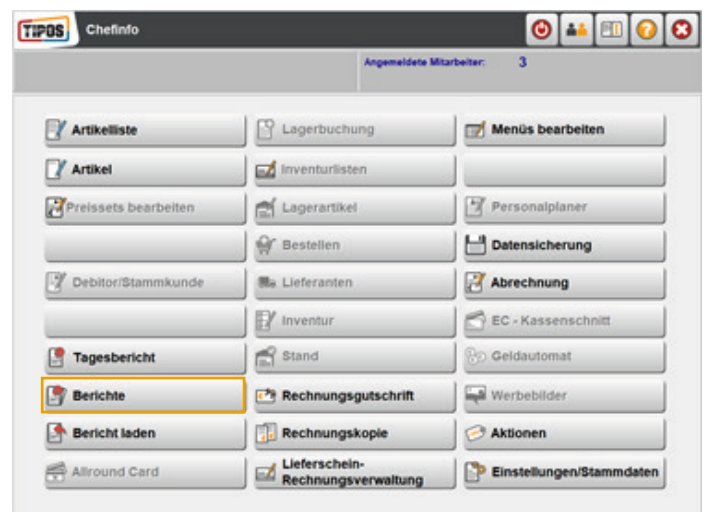 TIPOS Chefinfo
Angemeldete Mitarbeiter: 3
Artikelliste Lagerbuchung Menüs bearbeiten
Artikel Inventurlisten
Preissets bearbeiten Lagerartikel Personalplaner
Bestellen Datensicherung
Debitor/Stammkunde Lieferanten Abrechnung
Inventur EC - Kassenschnitt
Tagesbericht Stand Geldautomat
Berichte Rechnungsgutschrift Werbebilder
Bericht laden Rechnungskopie Aktionen
Allround Card Lieferschein-
Rechnungsverwaltung Einstellungen/Stammdaten